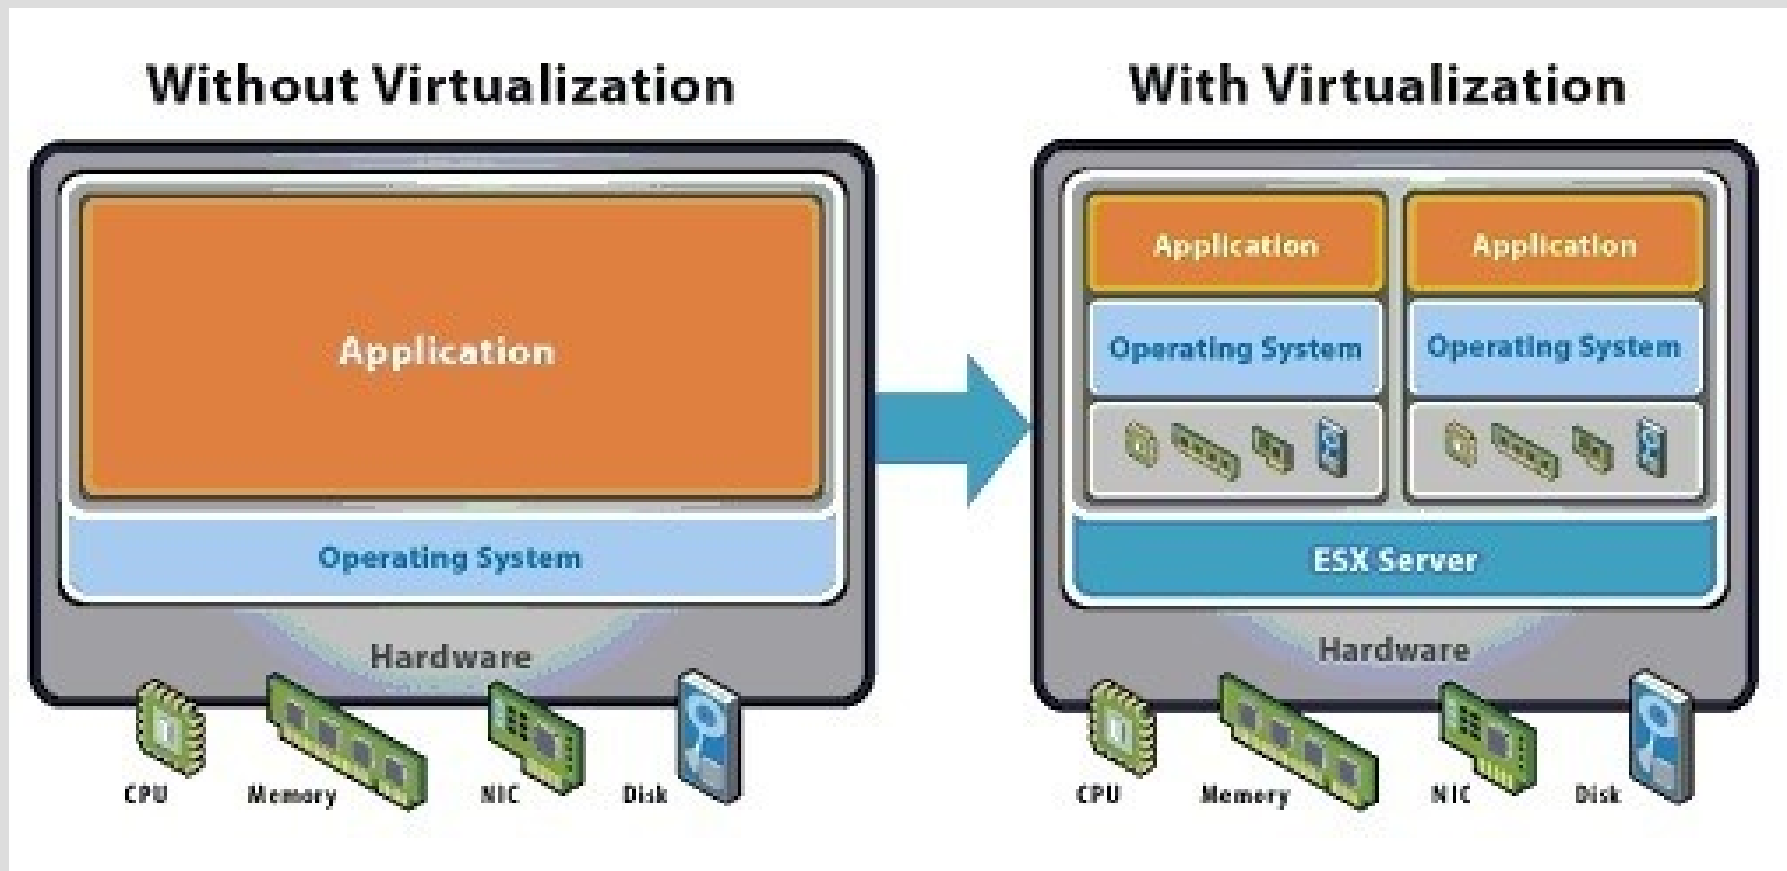 Without Virtualization
Application
Operating System
Hardware
CPU Memory NIC Disk
With Virtualization
Application Application
Operating System Operating System
ESX Server
Hardware
CPU Memory NIC Disk